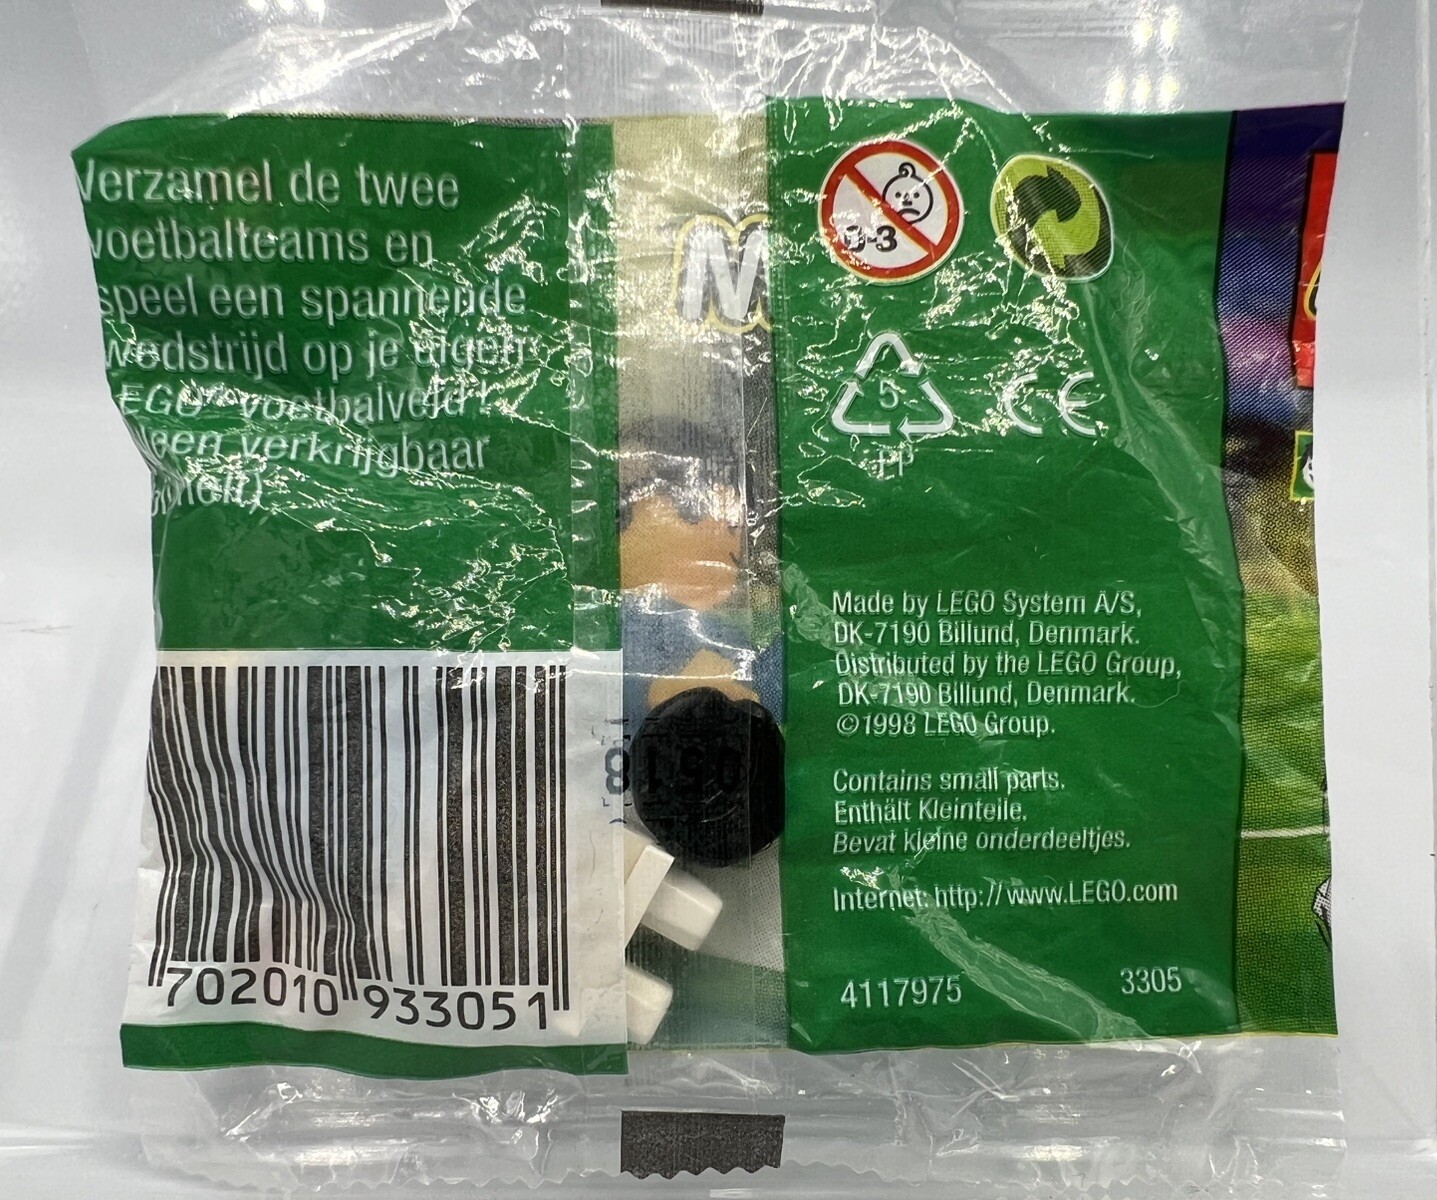 Verzamel de twee
voetbalteams en
speel een spannende
wedstrijd op je eigen
LEGO voetbalveld!
verkrijgbaar
702010 933051
M
0518
0-3
5
CE
Made by LEGO System A/S,
DK-7190 Billund, Denmark.
Distributed by the LEGO Group,
DK-7190 Billund, Denmark.
©1998 LEGO Group.
Contains small parts.
Enthält Kleinteile.
Bevat kleine onderdeeltjes.
Internet: http://www.LEGO.com
4117975 3305